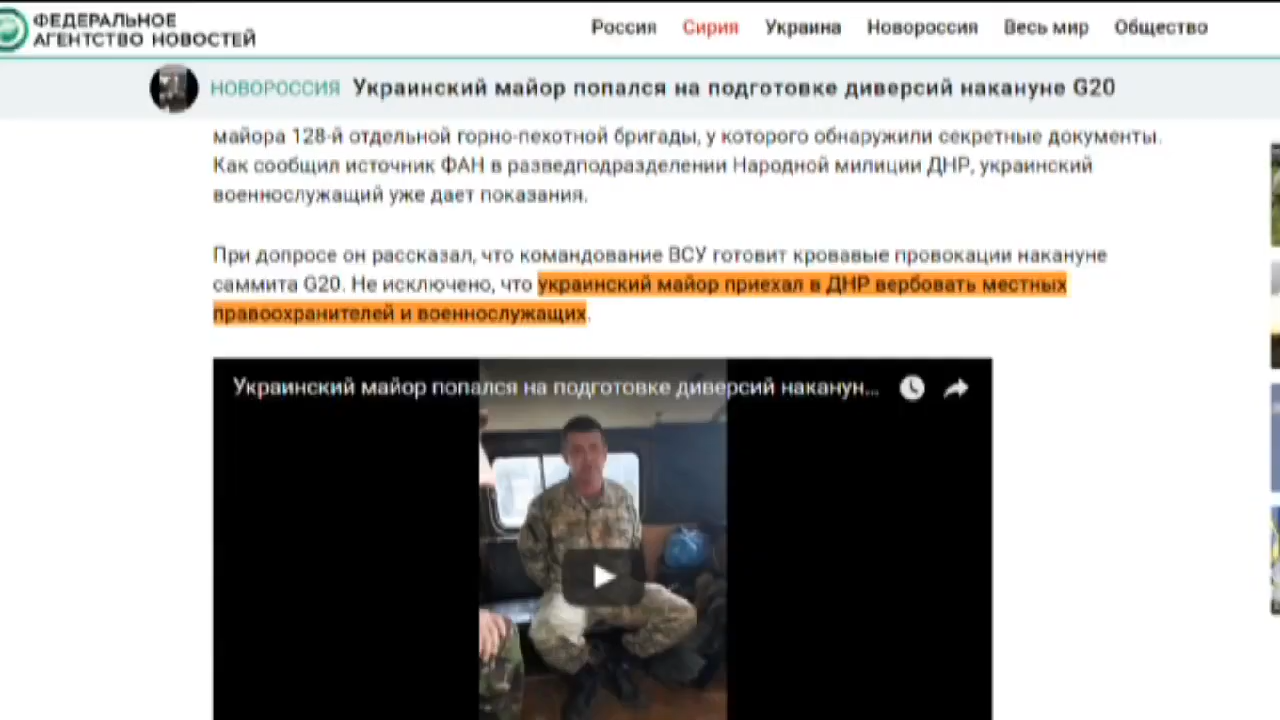 ФЕДЕРАЛЬНОЕ
АГЕНТСТВО НОВОСТЕЙ
Россия Сирия Украина Новороссия Весь мир Общество
НОВОРОССИЯ Украинский майор попался на подготовке диверсий накануне G20
майора 128-й отдельной горно-пехотной бригады, у которого обнаружили секретные документы.
Как сообщил источник ФАН в разведподразделении Народной милиции ДНР, украинский
военнослужащий уже дает показания.
При допросе он рассказал, что командование ВСУ готовит кровавые провокации накануне
саммита G20. Не исключено, что украинский майор приехал в ДНР вербовать местных
правоохранителей и военнослужащих.
Украинский майор попался на подготовке диверсий наканун...